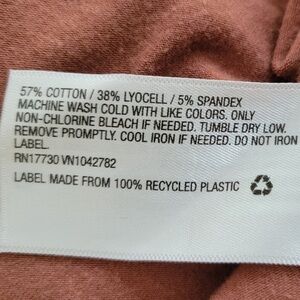 57% COTTON / 38% LYOCELL / 5% SPANDEX
MACHINE WASH COLD WITH LIKE COLORS. ONLY
NON-CHLORINE BLEACH IF NEEDED. TUMBLE DRY LOW.
REMOVE PROMPTLY. COOL IRON IF NEEDED. DO NOT IRON
LABEL.
RN17730 VN1042782
LABEL MADE FROM 100% RECYCLED PLASTIC